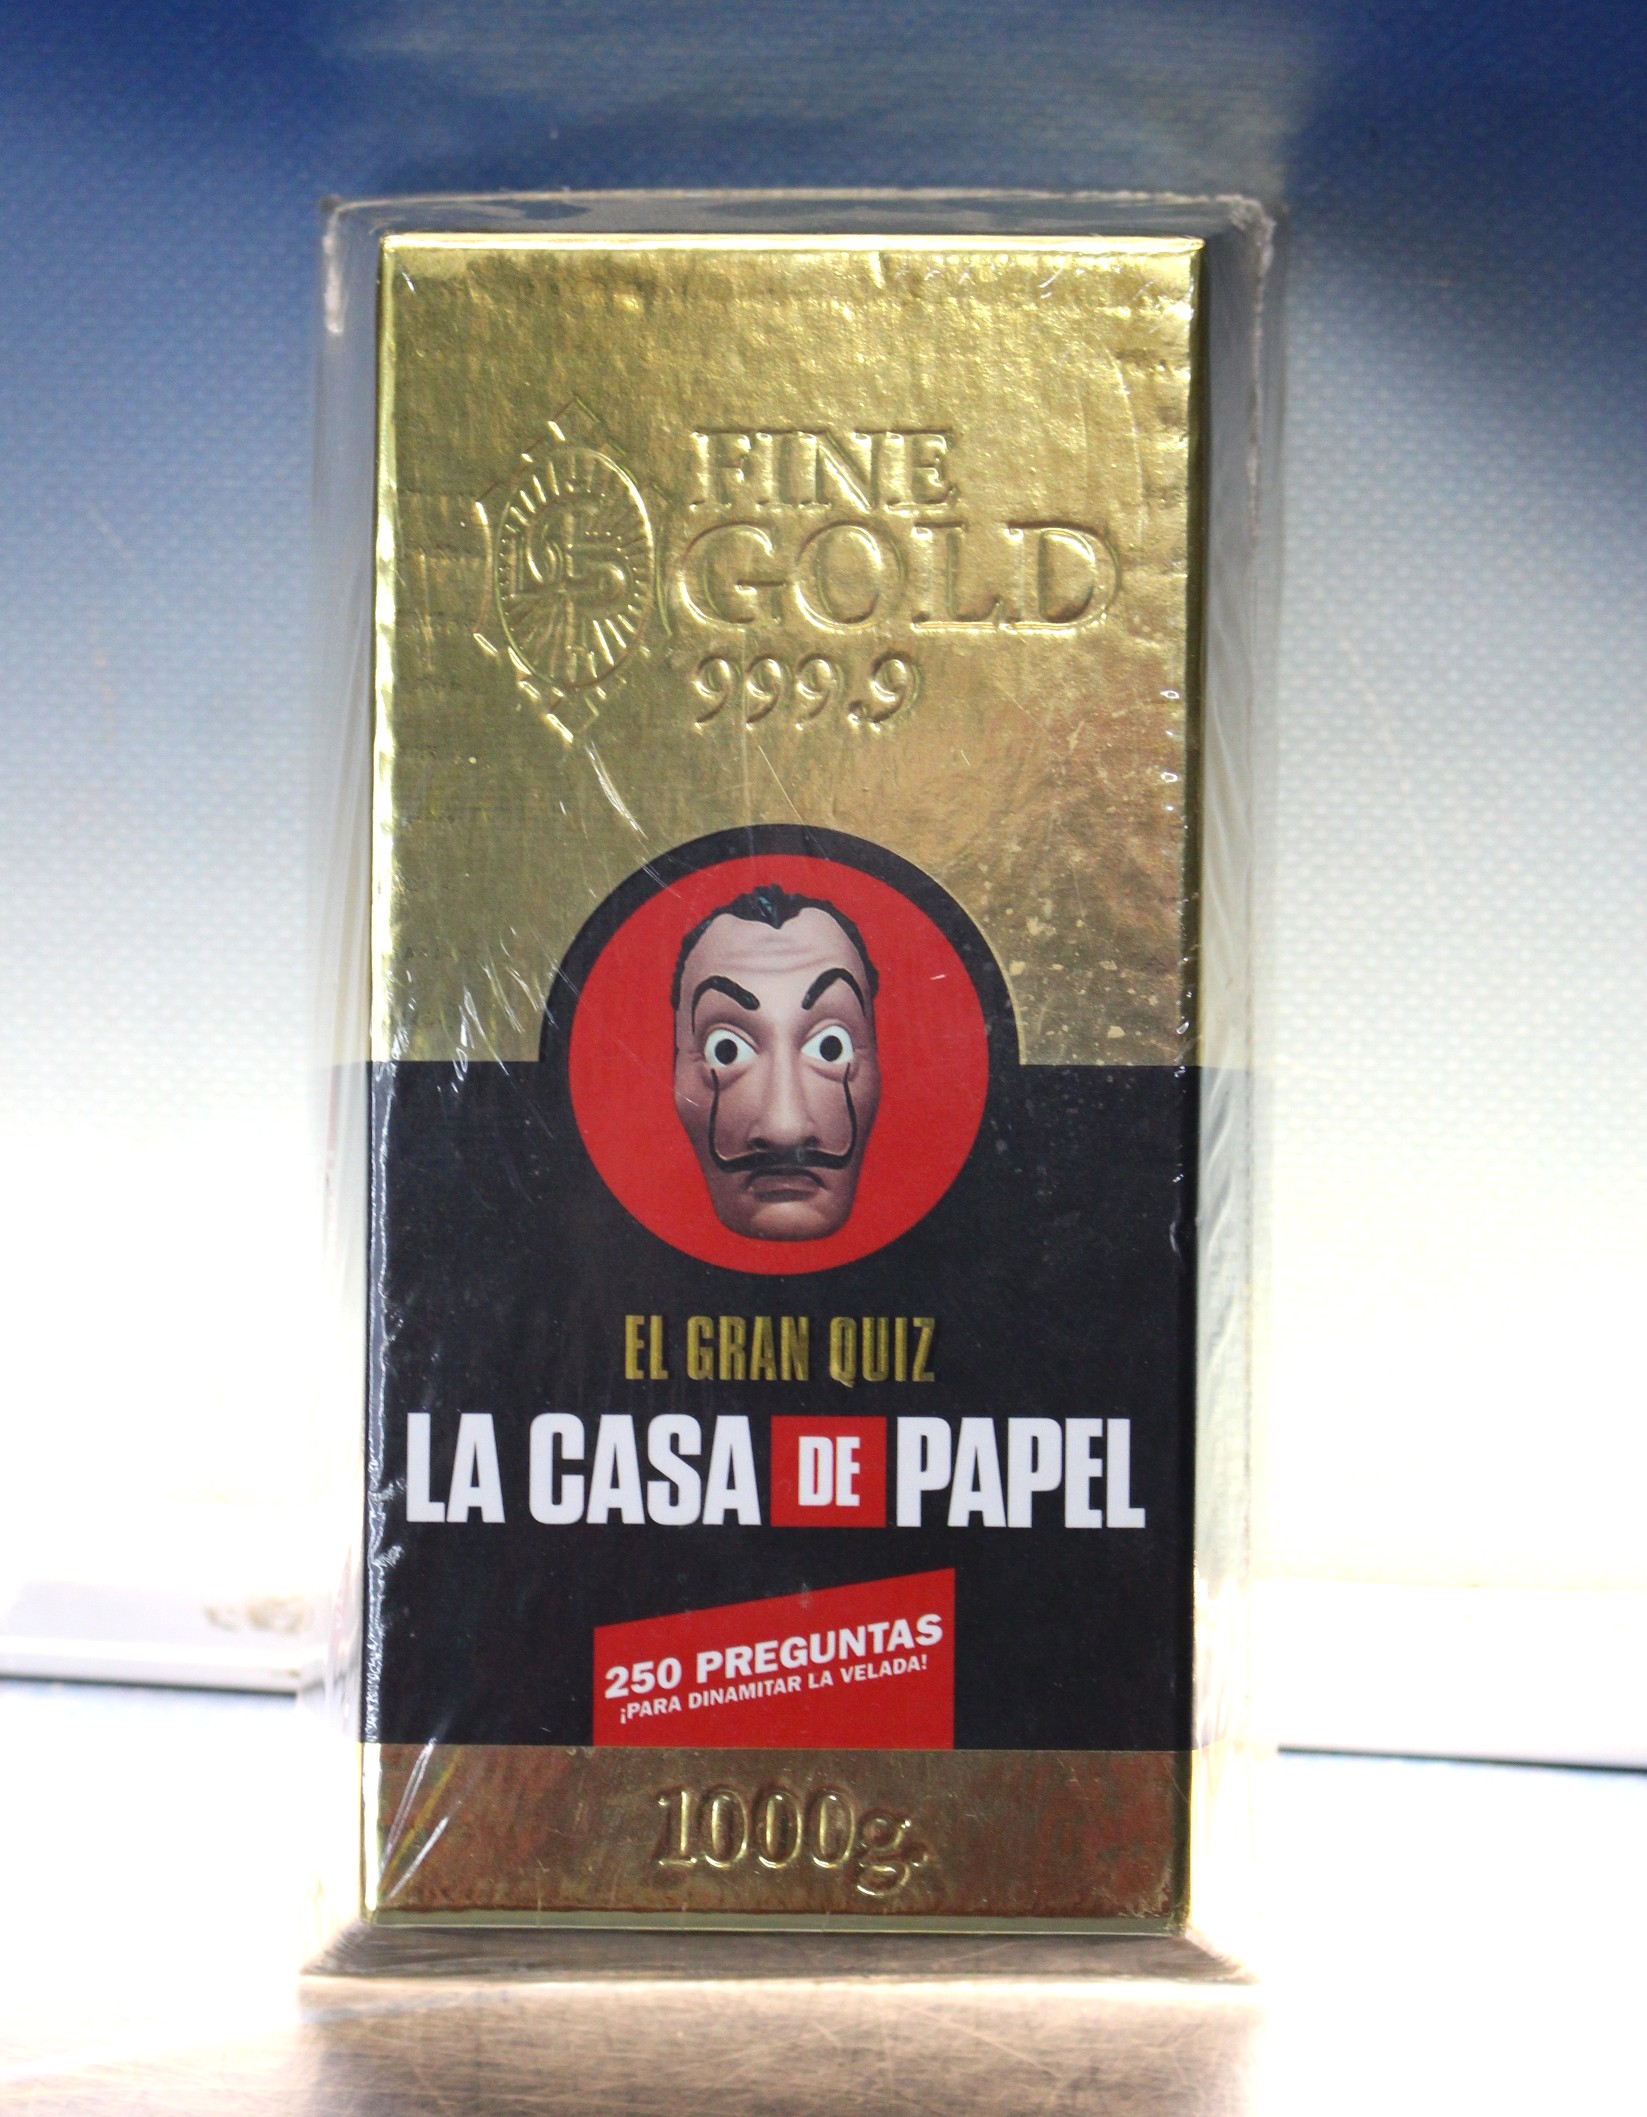 FINE
GOLD
999.9
EL GRAN QUIZ
LA CASA DE PAPEL
250 PREGUNTAS
¡PARA DINAMITAR LA VELADA!
1000g.